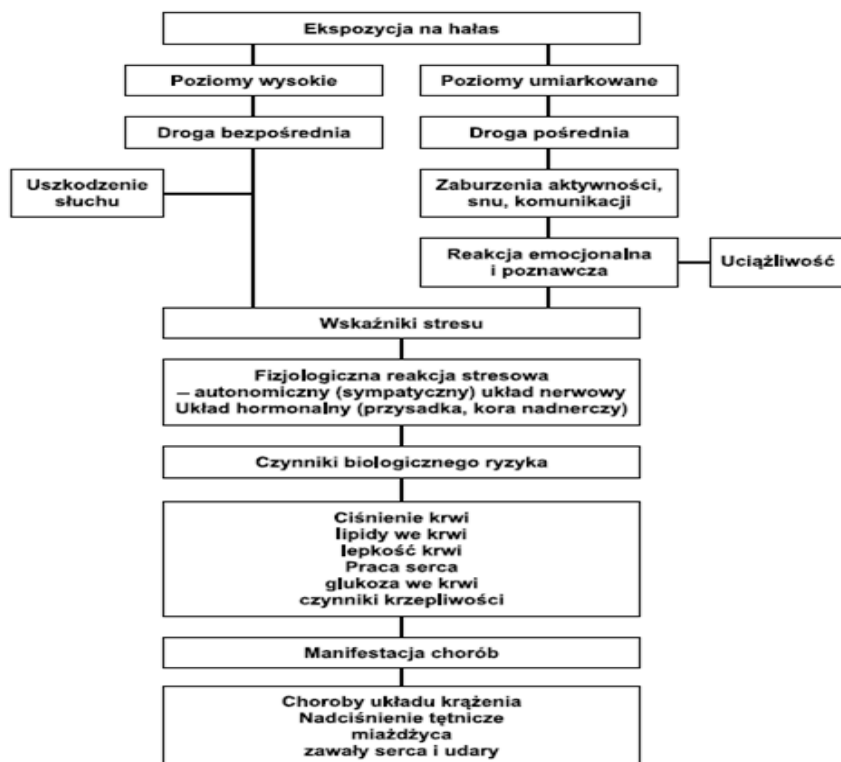 Ekspozycja na hałas
Poziomy wysokie
Poziomy umiarkowane
Droga bezpośrednia
Droga pośrednia
Uszkodzenie
słuchu
Zaburzenia aktywności,
snu, komunikacji
Reakcja emocjonalna
i poznawcza
Uciążliwość
Wskaźniki stresu
Fizjologiczna reakcja stresowa
– autonomiczny (sympatyczny) układ nerwowy
Układ hormonalny (przysadka, kora nadnerczy)
Czynniki biologicznego ryzyka
Ciśnienie krwi
lipidy we krwi
lepkość krwi
Praca serca
glukoza we krwi
czynniki krzepliwości
Manifestacja chorób
Choroby układu krążenia
Nadciśnienie tętnicze
miażdżyca
zawały serca i udary